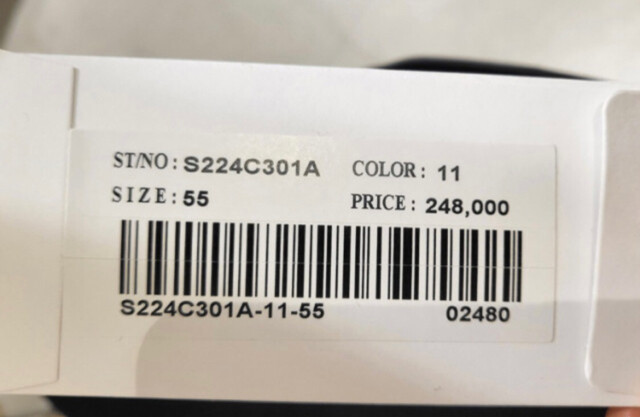 ST/NO: S224C301A COLOR: 11
SIZE: 55 PRICE: 248,000
S224C301A-11-55 02480